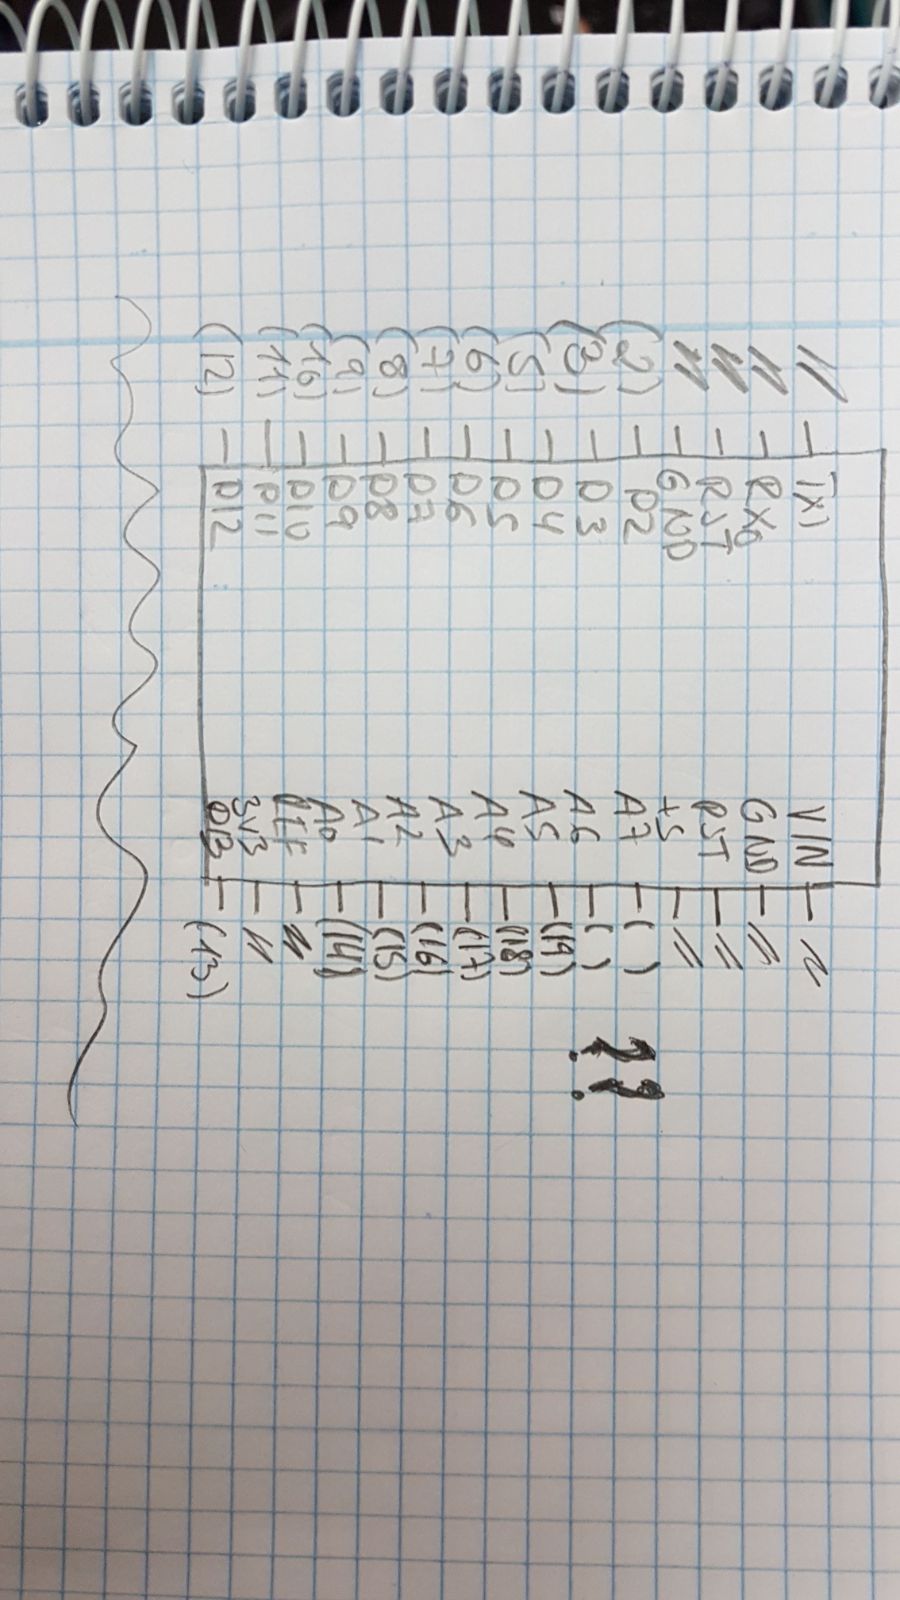 TX1 VIN
RX0 GND
RST RST
GND +5
(2) D2 A7 ( ) ??
(3) D3 A6 ( )
D4 A5 (19)
(5) D5 A4 (18)
(6) D6 A3 (17)
(7) D7 A2 (16)
(8) D8 A1 (15)
(9) D9 A0 (14)
(10) D10 REF
(11) D11 3V3
(12) D12 D13 (13)